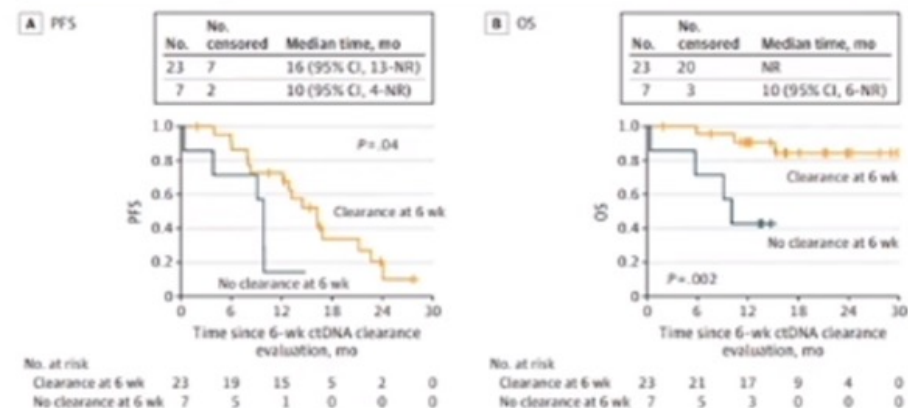 A PFS
No. No. censored Median time, mo
23 7 16 (95% CI, 13-NR)
7 2 10 (95% CI, 4-NR)
1.0
0.8
0.6
0.4
0.2
0
PFS
P=.04
Clearance at 6 wk
No clearance at 6 wk
0 6 12 18 24 30
Time since 6-wk ctDNA clearance
evaluation, mo
No. at risk
Clearance at 6 wk 23 19 15 5 2 0
No clearance at 6 wk 7 5 1 0 0 0
B OS
No. No. censored Median time, mo
23 20 NR
7 3 10 (95% CI, 6-NR)
1.0
0.8
0.6
0.4
0.2
0
OS
Clearance at 6 wk
No clearance at 6 wk
P=.002
0 6 12 18 24 30
Time since 6-wk ctDNA clearance
evaluation, mo
No. at risk
Clearance at 6 wk 23 21 17 9 4 0
No clearance at 6 wk 7 5 3 0 0 0